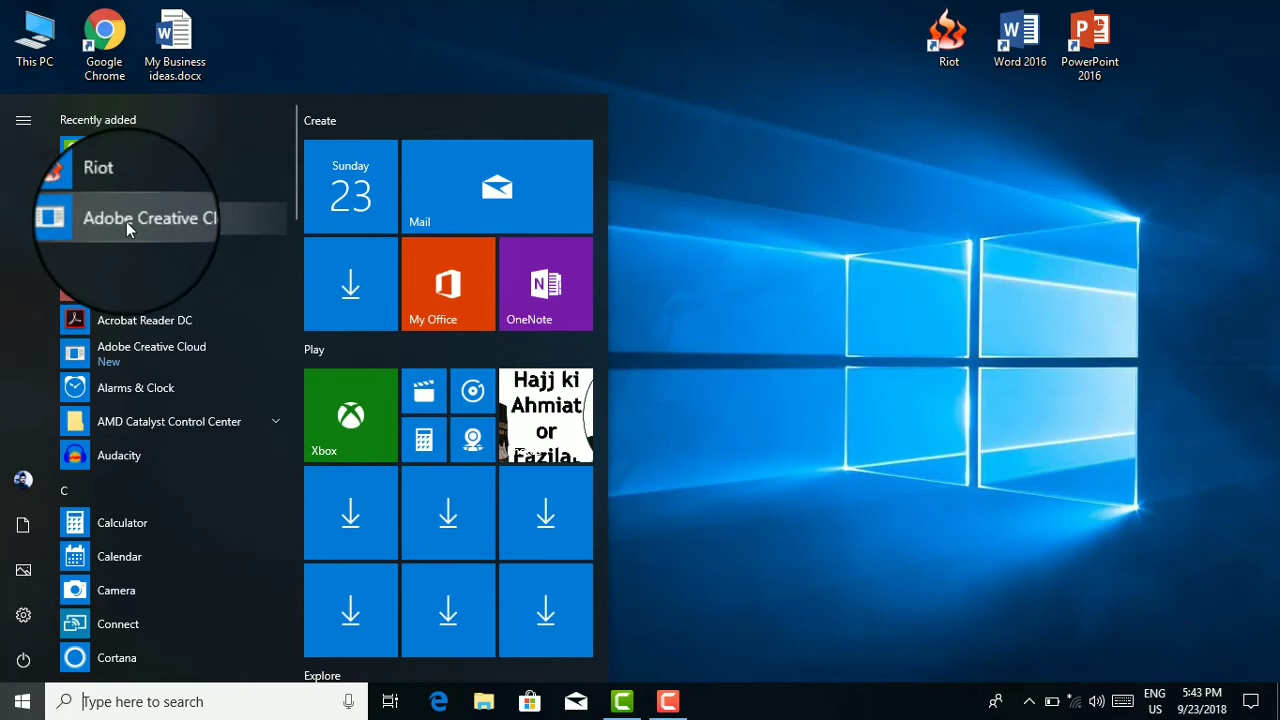 This PC
Google
Chrome
My Business
ideas.docx
Riot
Word 2016
PowerPoint
2016
Recently added
Riot
Adobe Creative Cl
Acrobat Reader DC
Adobe Creative Cloud
New
Alarms & Clock
AMD Catalyst Control Center
Audacity
C
Calculator
Calendar
Camera
Connect
Cortana
Create
Sunday
23
Mail
My Office
OneNote
Play
Xbox
Hajj ki
Ahmiat
or
Fazila.
Explore
Type here to search
ENG
US
5:43 PM
9/23/2018